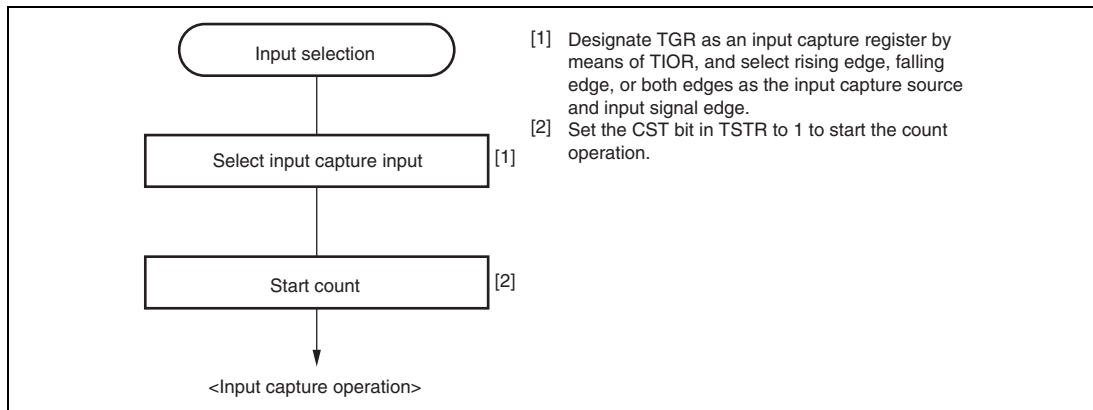 Input selection
Select input capture input
[1]
Start count
[2]
<Input capture operation>
[1] Designate TGR as an input capture register by
means of TIOR, and select rising edge, falling
edge, or both edges as the input capture source
and input signal edge.
[2] Set the CST bit in TSTR to 1 to start the count
operation.